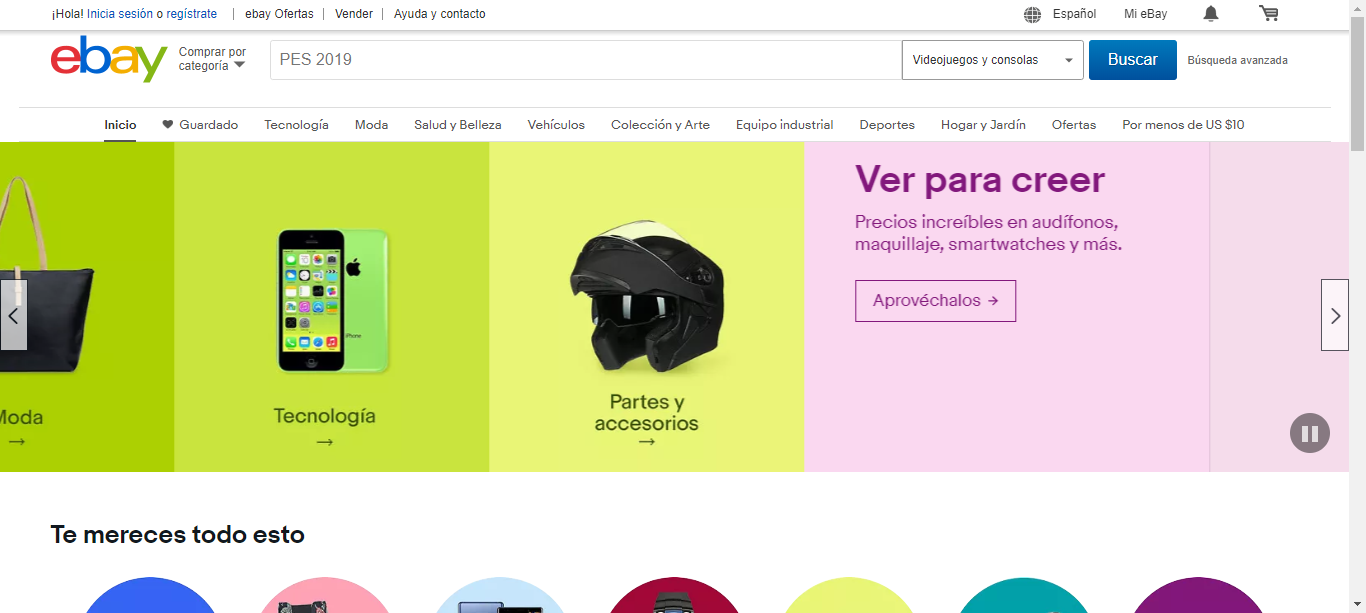 ¡Hola! Inicia sesión o regístrate
ebay Ofertas
Vender
Ayuda y contacto
Español
Mi eBay
ebay
Comprar por
categoría
PES 2019
Videojuegos y consolas
Buscar
Búsqueda avanzada
Inicio
Guardado
Tecnología
Moda
Salud y Belleza
Vehículos
Colección y Arte
Equipo industrial
Deportes
Hogar y Jardín
Ofertas
Por menos de US $10
Moda
Tecnología
iPhone
Partes y
accesorios
Ver para creer
Precios increíbles en audífonos,
maquillaje, smartwatches y más.
Aprovéchalos →
Te mereces todo esto